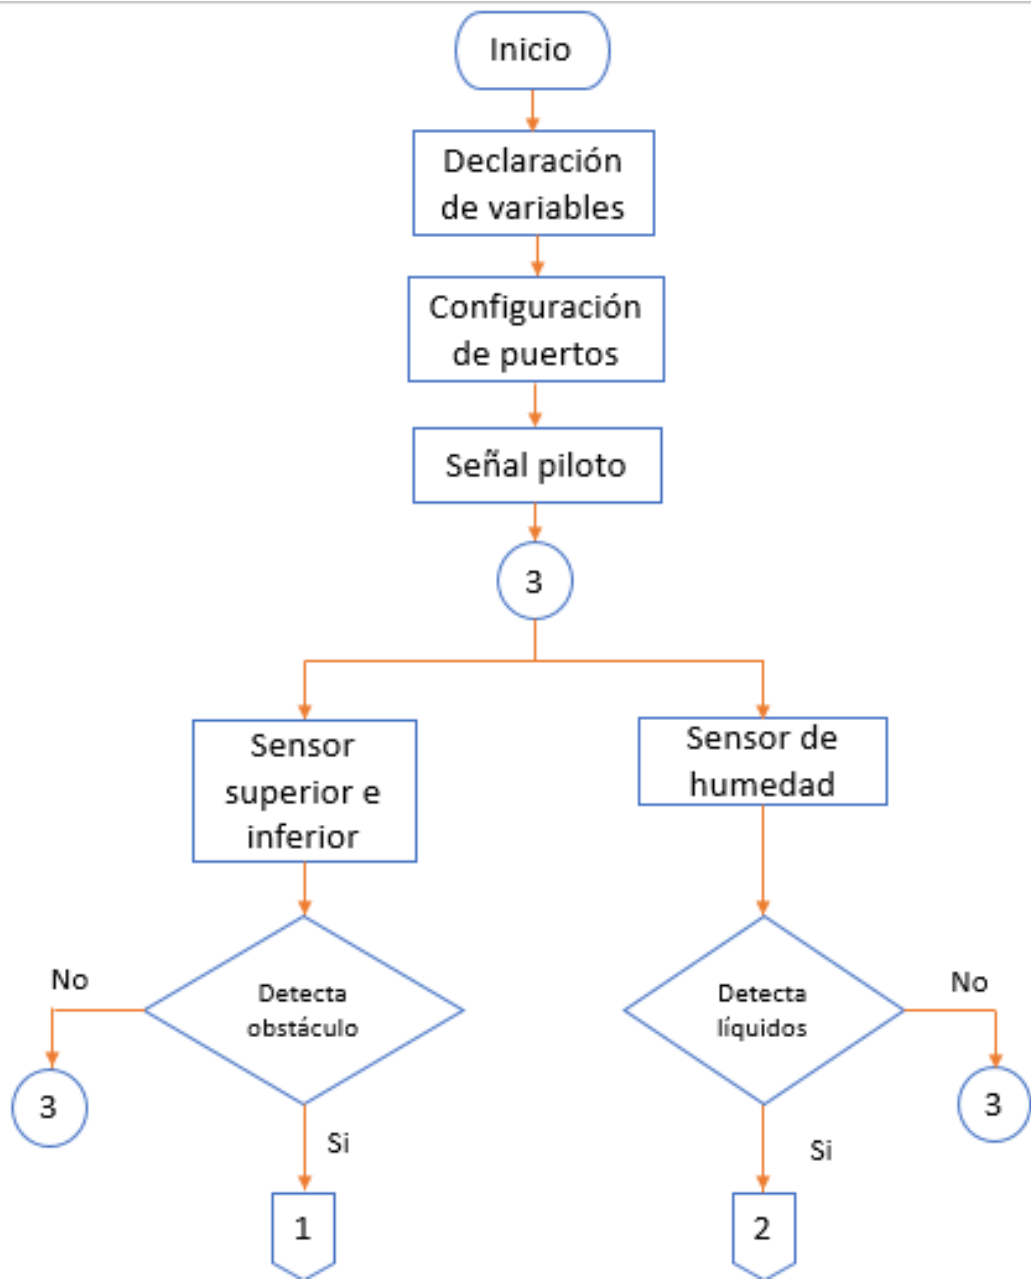 Inicio
Declaración
de variables
Configuración
de puertos
Señal piloto
3
Sensor
superior e
inferior
Sensor de
humedad
No
Detecta
obstáculo
Detecta
líquidos
No
3
3
Si
Si
1
2